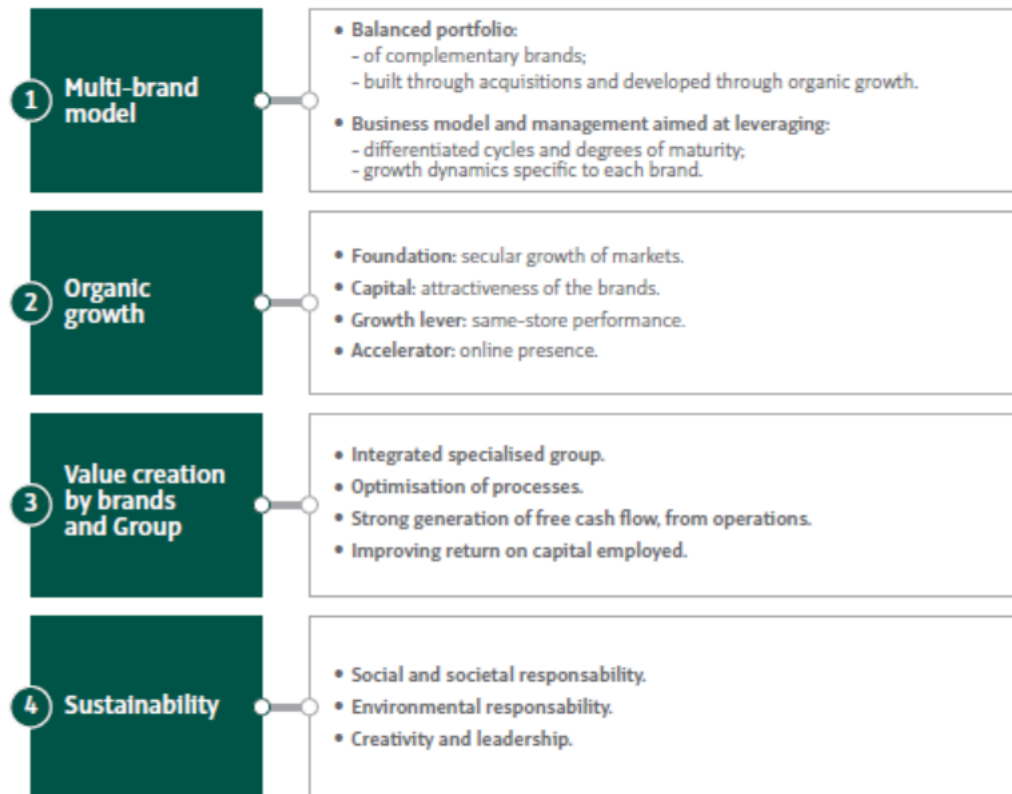 1
Multi-brand
model
• Balanced portfolio:
- of complementary brands;
- built through acquisitions and developed through organic growth.
• Business model and management aimed at leveraging:
- differentiated cycles and degrees of maturity;
- growth dynamics specific to each brand.
2
Organic
growth
• Foundation: secular growth of markets.
• Capital: attractiveness of the brands.
• Growth lever: same-store performance.
• Accelerator: online presence.
3
Value creation
by brands
and Group
• Integrated specialised group.
• Optimisation of processes.
• Strong generation of free cash flow, from operations.
• Improving return on capital employed.
4
Sustainability
• Social and societal responsability.
• Environmental responsability.
• Creativity and leadership.